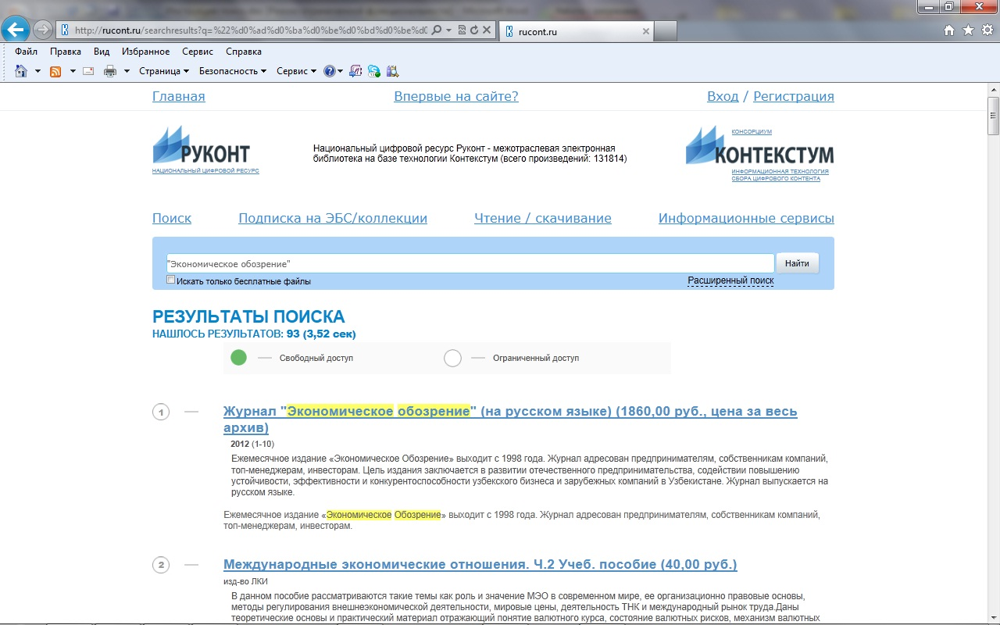 http://rucont.ru/searchresults?q=%22%d0%ad%d0%ba%d0%be%d0%bd%d0%be%d0
rucont.ru
Файл Правка Вид Избранное Сервис Справка
Страница Безопасность Сервис
Главная Впервые на сайте? Вход / Регистрация
РУКОНТ
НАЦИОНАЛЬНЫЙ ЦИФРОВОЙ РЕСУРС
Национальный цифровой ресурс Руконт - межотраслевая электронная
библиотека на базе технологии Контекстум (всего произведений: 131814)
КОНСОРЦИУМ
КОНТЕКСТУМ
ИНФОРМАЦИОННАЯ ТЕХНОЛОГИЯ
СБОРА ЦИФРОВОГО КОНТЕНТА
Поиск Подписка на ЭБС/коллекции Чтение / скачивание Информационные сервисы
"Экономическое обозрение" Найти
Искать только бесплатные файлы Расширенный поиск
РЕЗУЛЬТАТЫ ПОИСКА
НАШЛОСЬ РЕЗУЛЬТАТОВ: 93 (3,52 сек)
Свободный доступ Ограниченный доступ
1 Журнал "Экономическое обозрение" (на русском языке) (1860,00 руб., цена за весь
архив)
2012 (1-10)
Ежемесячное издание «Экономическое Обозрение» выходит с 1998 года. Журнал адресован предпринимателям, собственникам компаний,
топ-менеджерам, инвесторам. Цель издания заключается в развитии отечественного предпринимательства, содействии повышению
устойчивости, эффективности и конкурентоспособности узбекского бизнеса и зарубежных компаний в Узбекистане. Журнал выпускается на
русском языке.
Ежемесячное издание «Экономическое Обозрение» выходит с 1998 года. Журнал адресован предпринимателям, собственникам компаний,
топ-менеджерам, инвесторам.
2 Международные экономические отношения. Ч.2 Учеб. пособие (40,00 руб.)
изд-во ЛКИ
В данном пособие рассматриваются такие темы как роль и значение МЭО в современном мире, ее организационно правовые основы,
методы регулирования внешнеэкономической деятельности, мировые цены, деятельность ТНК и международный рынок труда.Даны
теоретические основы и практический материал отражающий понятие валютного курса, состояние валютных рисков, механизм валютных